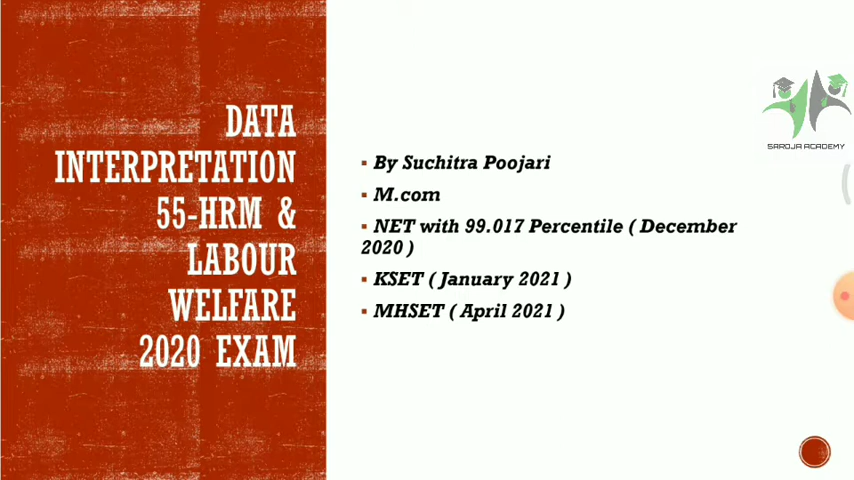 DATA
INTERPRETATION
55-HRM &
LABOUR
WELFARE
2020 EXAM
▪ By Suchitra Poojari
▪ M.com
▪ NET with 99.017 Percentile ( December
2020 )
▪ KSET ( January 2021 )
▪ MHSET ( April 2021 )
SAROJA ACADEMY